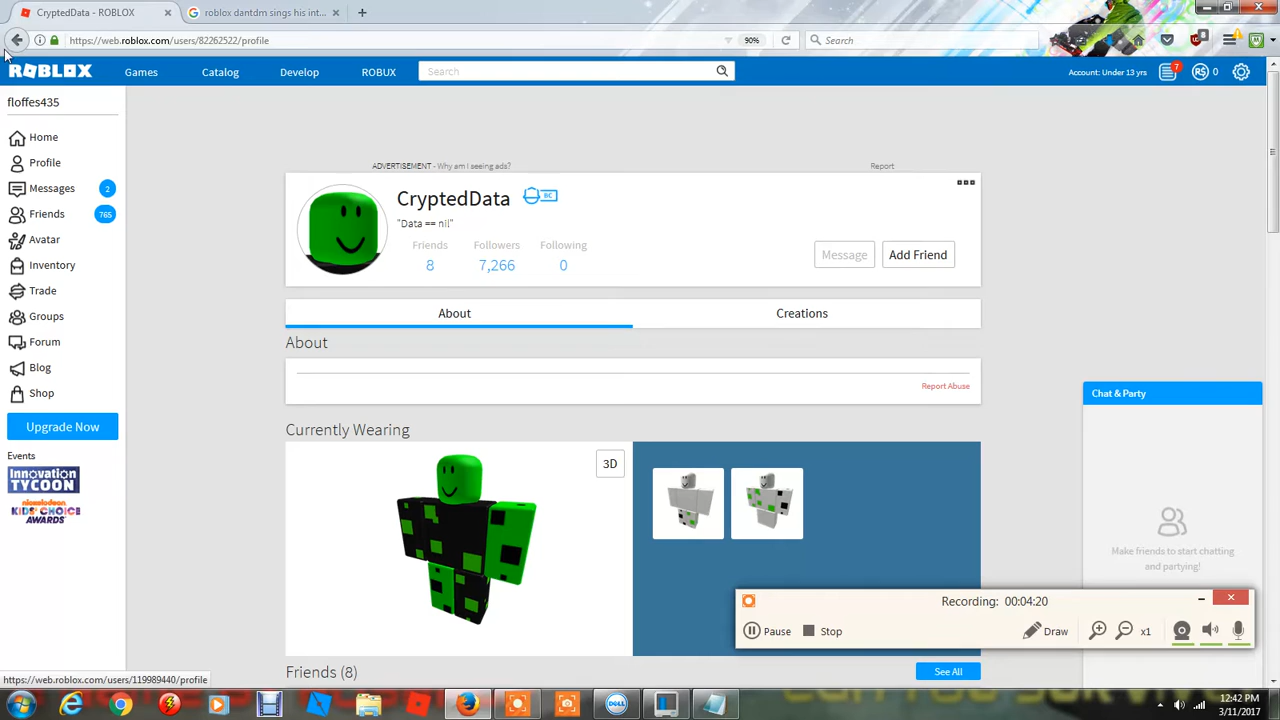 CryptedData - ROBLOX
roblox dantdm sings his int...
https://web.roblox.com/users/82262522/profile
90%
Search
8
ROBLOX
Games
Catalog
Develop
ROBUX
Search
Account: Under 13 yrs
7
R$ 0
floffes435
Home
Profile
Messages 2
Friends 765
Avatar
Inventory
Trade
Groups
Forum
Blog
Shop
Upgrade Now
Events
INNOVATION TYCOON
nickelodeon
KIDS' CHOICE
AWARDS
ADVERTISEMENT - Why am I seeing ads?
Report
CryptedData
BC
"Data == nil"
Friends Followers Following
8 7,266 0
Message
Add Friend
About
Creations
About
Report Abuse
Currently Wearing
3D
Friends (8)
See All
Chat & Party
Make friends to start chatting
and partying!
Recording: 00:04:20
Pause
Stop
Draw
x1
https://web.roblox.com/users/119989440/profile
DELL
12:42 PM
3/11/2017